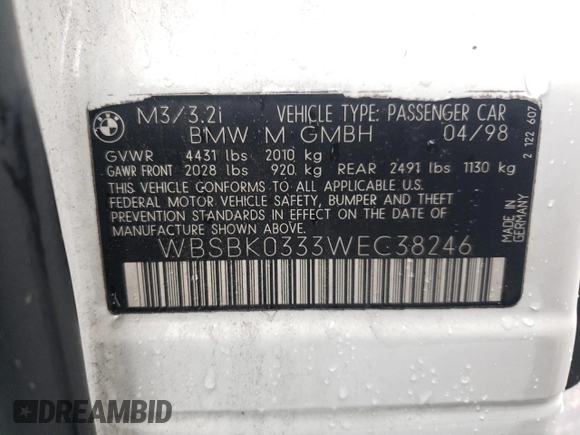 BMW
M3/3.2i VEHICLE TYPE: PASSENGER CAR
BMW M GMBH 04/98
GVWR 4431 lbs 2010 kg
GAWR FRONT 2028 lbs 920 kg REAR 2491 lbs 1130 kg
THIS VEHICLE CONFORMS TO ALL APPLICABLE U.S.
FEDERAL MOTOR VEHICLE SAFETY, BUMPER AND THEFT
PREVENTION STANDARDS IN EFFECT ON THE DATE OF
MANUFACTURE SHOWN ABOVE.
WBSBK0333WEC38246
2 122 607
MADE IN
GERMANY
DREAMBID